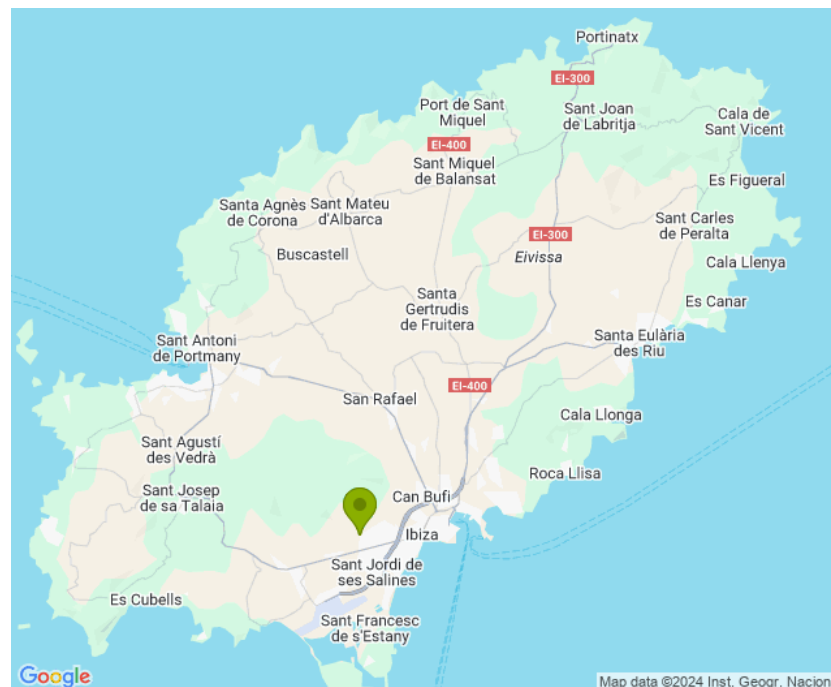 Portinatx
EI-300
Port de Sant
Miquel
Sant Joan
de Labritja
Cala de
Sant Vicent
EI-400
Sant Miquel
de Balansat
Es Figueral
Santa Agnès
de Corona
Sant Mateu
d'Albarca
Sant Carles
de Peralta
EI-300
Buscastell
Eivissa
Cala Llenya
Santa
Gertrudis
de Fruitera
Es Canar
Sant Antoni
de Portmany
Santa Eulària
des Riu
EI-400
San Rafael
Cala Llonga
Sant Agustí
des Vedrà
Roca Llisa
Sant Josep
de sa Talaia
Can Bufi
Ibiza
Sant Jordi de
ses Salines
Es Cubells
Sant Francesc
de s'Estany
Google
Map data ©2024 Inst. Geogr. Nacion